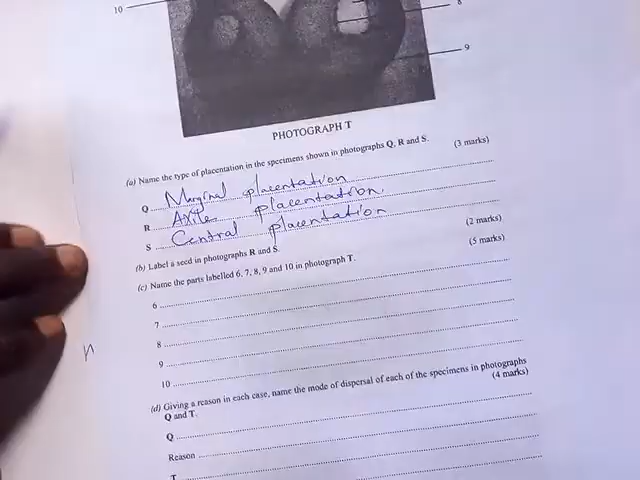 10
8
9
PHOTOGRAPH T
(a) Name the type of placentation in the specimens shown in photographs Q, R and S.
(3 marks)
Q Marginal placentation
R Axile placentation.
S Central placentation
(2 marks)
(b) Label a seed in photographs R and S.
(5 marks)
(c) Name the parts labelled 6, 7, 8, 9 and 10 in photograph T.
6
7
8
9
10
(d) Giving a reason in each case, name the mode of dispersal of each of the specimens in photographs
Q and T.
(4 marks)
Q
Reason
T